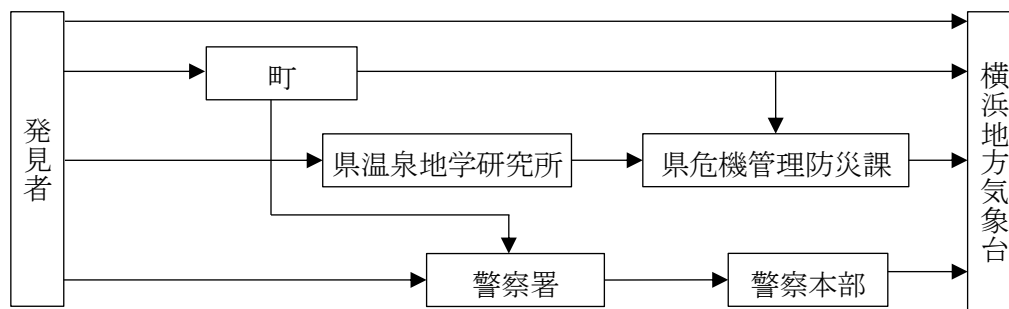 発見者
町
県温泉地学研究所
県危機管理防災課
警察署
警察本部
横浜地方気象台